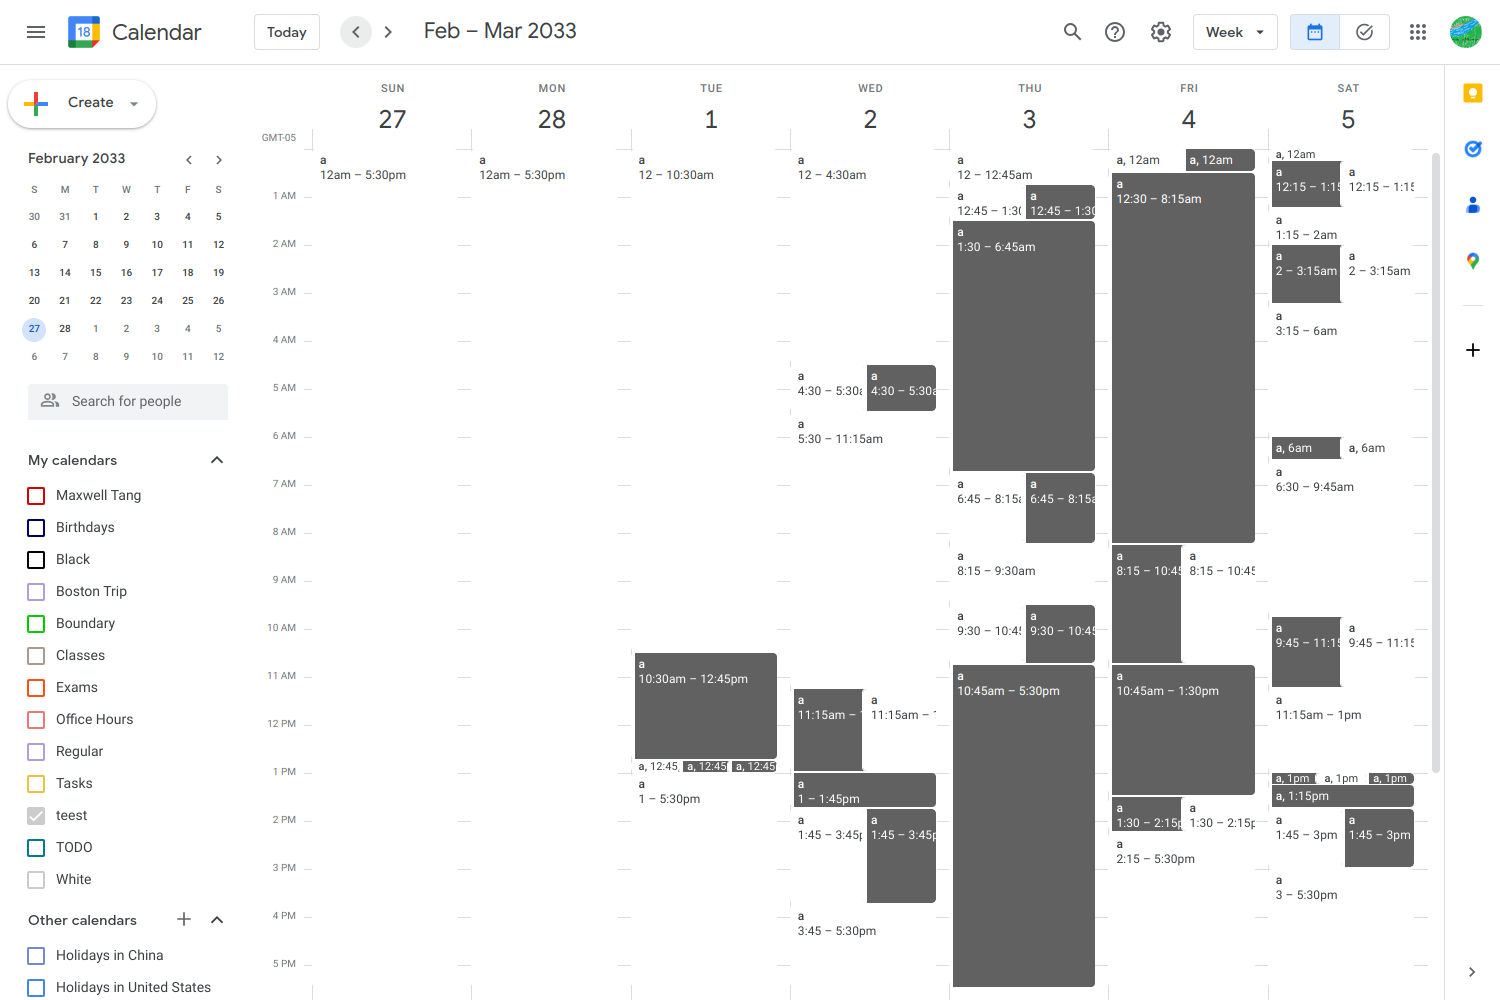 18 Calendar Today Feb – Mar 2033 Week
Create
February 2033
S M T W T F S
30 31 1 2 3 4 5
6 7 8 9 10 11 12
13 14 15 16 17 18 19
20 21 22 23 24 25 26
27 28 1 2 3 4 5
6 7 8 9 10 11 12
Search for people
My calendars
Maxwell Tang
Birthdays
Black
Boston Trip
Boundary
Classes
Exams
Office Hours
Regular
Tasks
teest
TODO
White
Other calendars
Holidays in China
Holidays in United States
SUN MON TUE WED THU FRI SAT
27 28 1 2 3 4 5
GMT-05
1 AM
2 AM
3 AM
4 AM
5 AM
6 AM
7 AM
8 AM
9 AM
10 AM
11 AM
12 PM
1 PM
2 PM
3 PM
4 PM
5 PM
a
12am – 5:30pm
a
12am – 5:30pm
a
12 – 10:30am
a
10:30am – 12:45pm
a, 12:45 a, 12:45 a, 12:45
a
1 – 5:30pm
a
12 – 4:30am
a a
4:30 – 5:30a 4:30 – 5:30a
a
5:30 – 11:15am
a a
11:15am – 11:15am –
a
1 – 1:45pm
a a
1:45 – 3:45p 1:45 – 3:45p
a
3:45 – 5:30pm
a
12 – 12:45am
a a
12:45 – 1:30 12:45 – 1:30
a
1:30 – 6:45am
a a
6:45 – 8:15a 6:45 – 8:15a
a
8:15 – 9:30am
a a
9:30 – 10:45 9:30 – 10:45
a
10:45am – 5:30pm
a, 12am a, 12am
a
12:30 – 8:15am
a a
8:15 – 10:45 8:15 – 10:45
a
10:45am – 1:30pm
a a
1:30 – 2:15p 1:30 – 2:15p
a
2:15 – 5:30pm
a, 12am
a a
12:15 – 1:15 12:15 – 1:15
a
1:15 – 2am
a a
2 – 3:15am 2 – 3:15am
a
3:15 – 6am
a, 6am a, 6am
a
6:30 – 9:45am
a a
9:45 – 11:15 9:45 – 11:15
a
11:15am – 1pm
a, 1pm a, 1pm a, 1pm
a, 1:15pm
a a
1:45 – 3pm 1:45 – 3pm
a
3 – 5:30pm